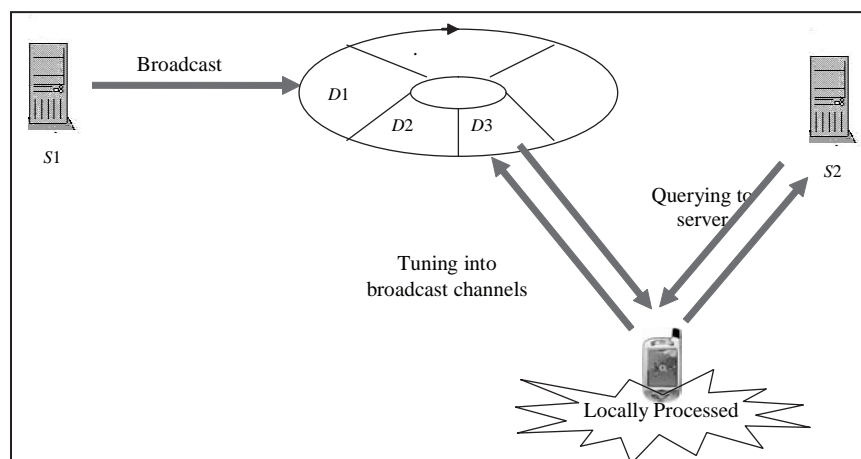 Broadcast
D1
D2
D3
S1
S2
Querying to
server
Tuning into
broadcast channels
Locally Processed